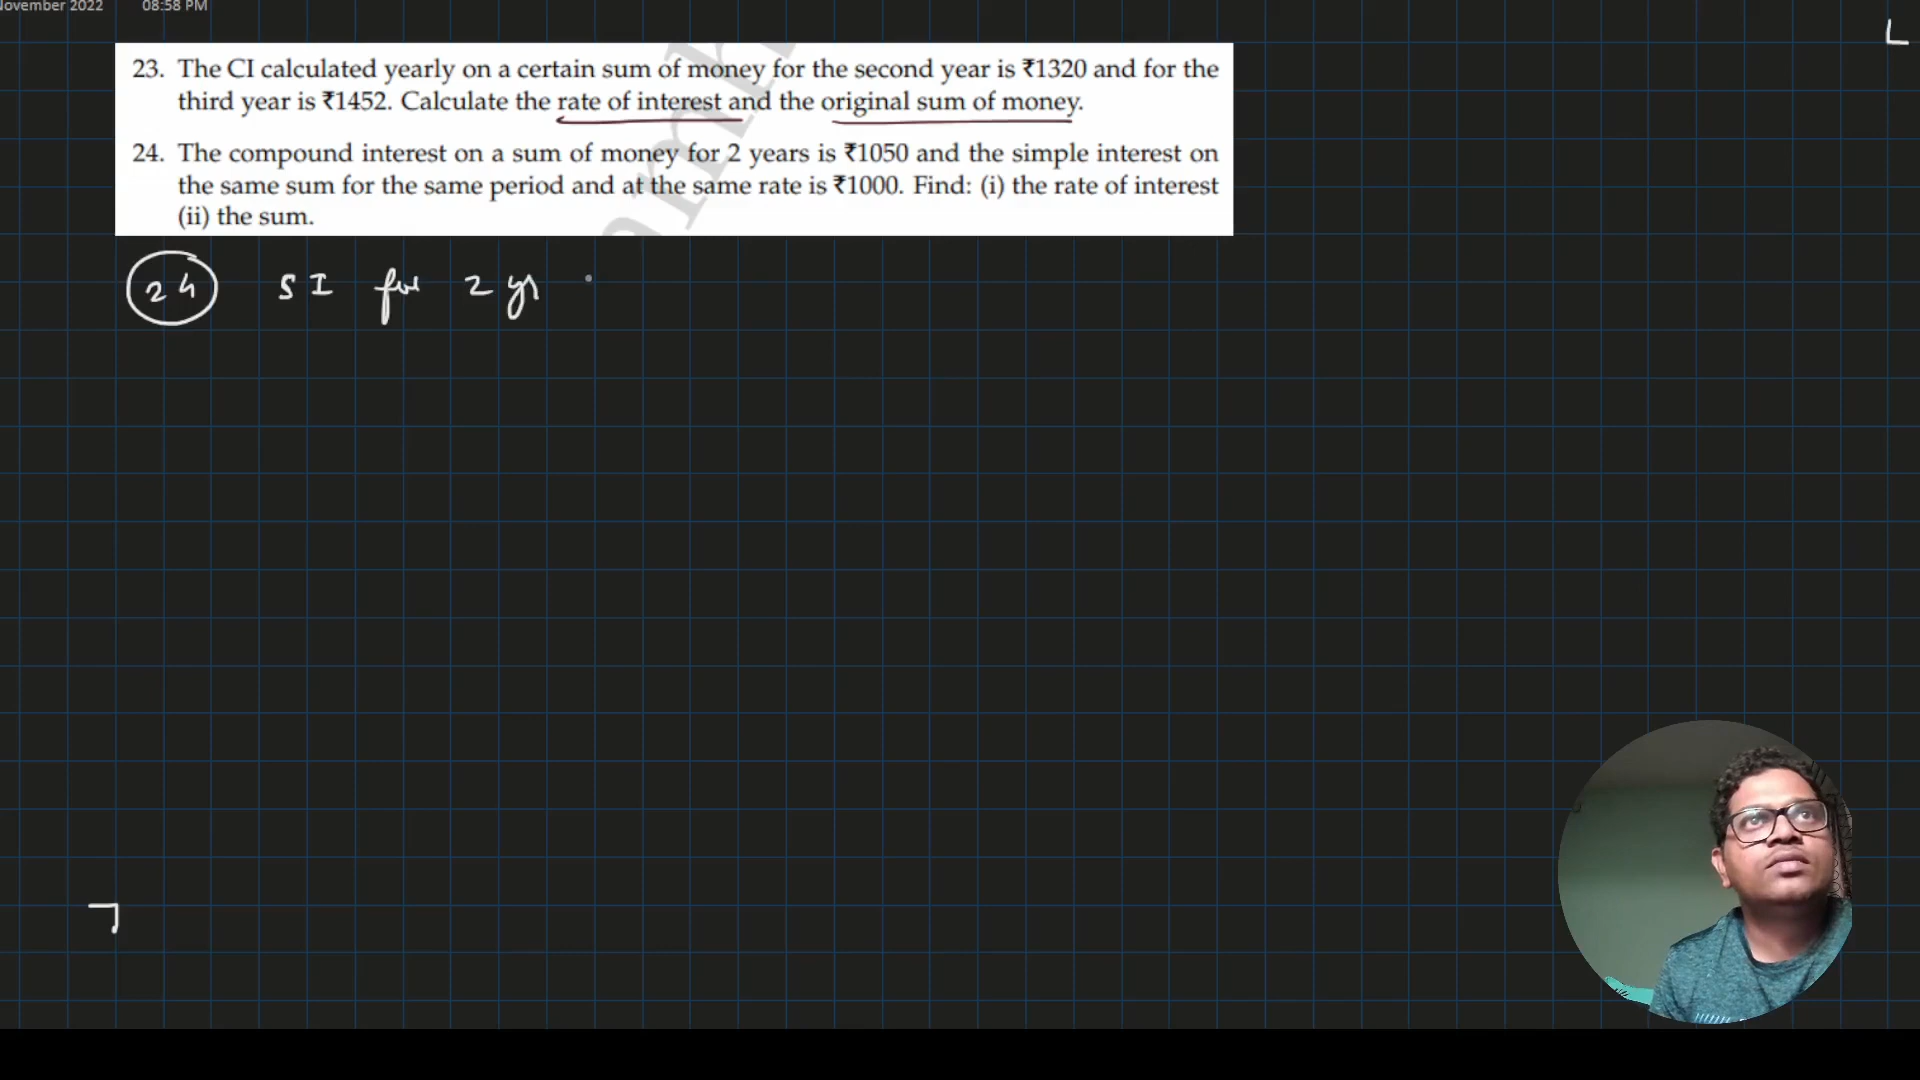 November 2022 08:58 PM
23. The CI calculated yearly on a certain sum of money for the second year is ₹1320 and for the
third year is ₹1452. Calculate the rate of interest and the original sum of money.
24. The compound interest on a sum of money for 2 years is ₹1050 and the simple interest on
the same sum for the same period and at the same rate is ₹1000. Find: (i) the rate of interest
(ii) the sum.
24 SI for 2 yr